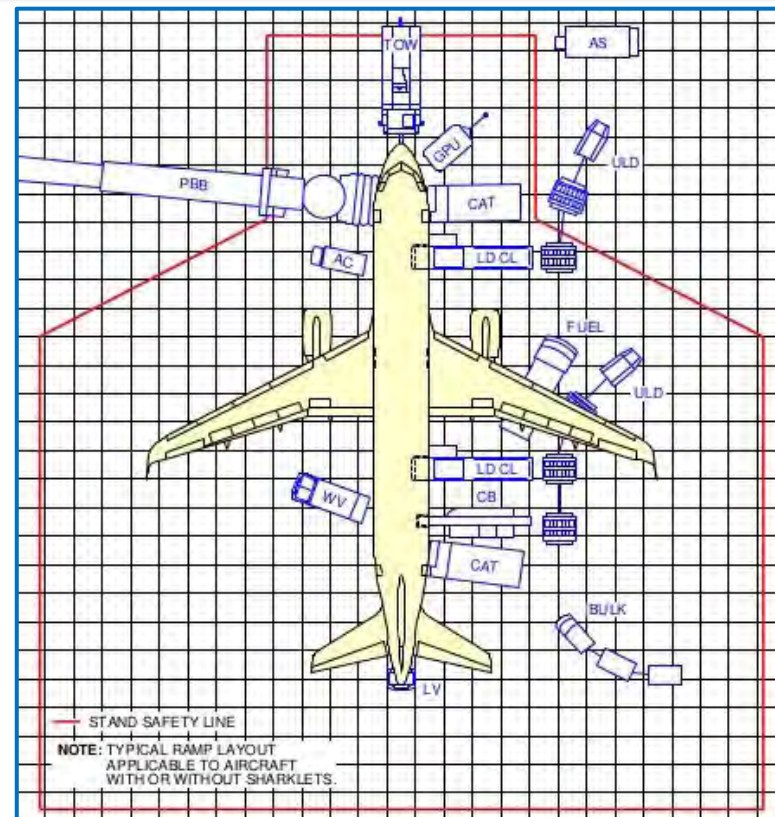 TOW
AS
GPU
ULD
PBB
CAT
AC
LD CL
FUEL
ULD
LD CL
WV
CB
CAT
BULK
LV
STAND SAFETY LINE
NOTE: TYPICAL RAMP LAYOUT
APPLICABLE TO AIRCRAFT
WITH OR WITHOUT SHARKLETS.